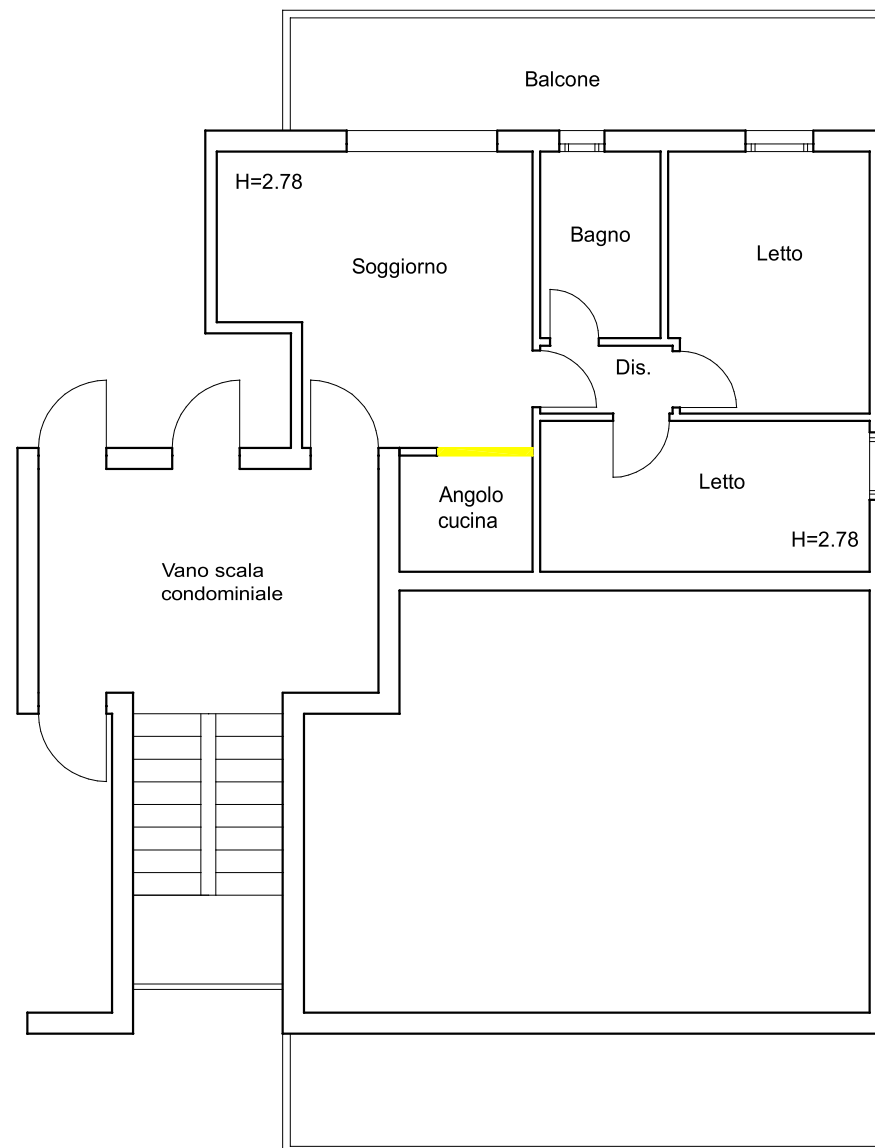 Balcone
H=2.78
Bagno
Letto
Soggiorno
Dis.
Letto
Angolo
cucina
H=2.78
Vano scala
condominiale